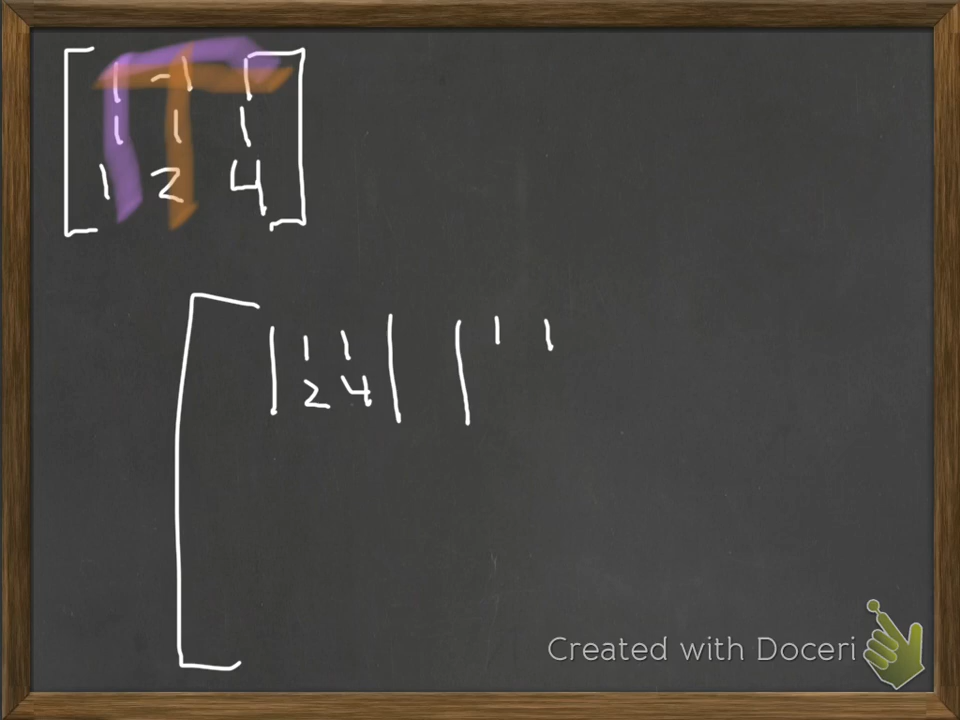 1 -1 1
1 1 1
1 2 4
| 1 1 | | 1 1
| 2 4 | |
Created with Doceri